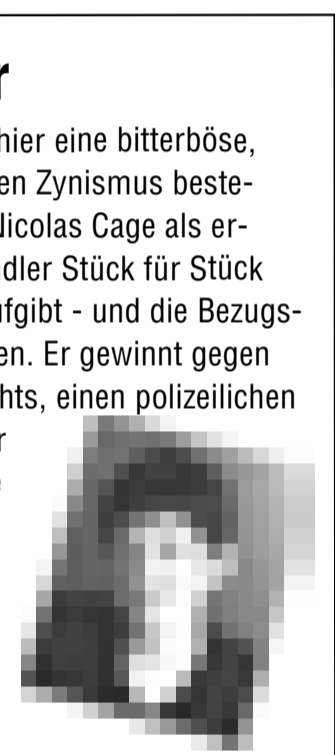 r
hier eine bitterböse,
en Zynismus beste-
Nicolas Cage als er-
dler Stück für Stück
ufgibt - und die Bezugs-
en. Er gewinnt gegen
hts, einen polizeilichen
r